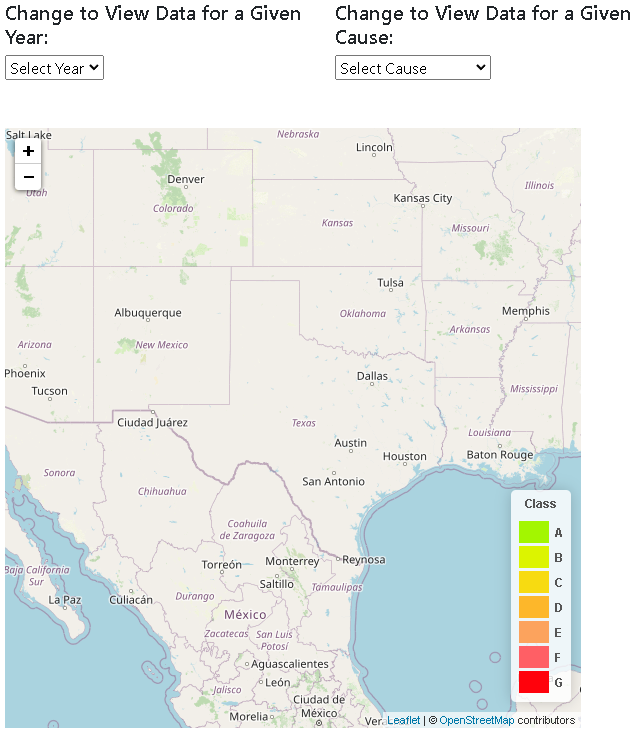 Change to View Data for a Given
Year:
Change to View Data for a Given
Cause:
Select Year
Select Cause
Salt Lake
Nebraska
Lincoln
+
−
Utah
Denver
Colorado
Kansas City
Illinois
Kansas
Missouri
Tulsa
Albuquerque
Oklahoma
Memphis
Arkansas
Arizona
New Mexico
Phoenix
Dallas
Tucson
Mississippi
Ciudad Juárez
Texas
Louisiana
Austin
Houston
Baton Rouge
Sonora
San Antonio
Chihuahua
Class
Coahuila
de Zaragoza
A
B
Torreón
Monterrey
Reynosa
Baja California
Sur
Saltillo
C
Durango
Tamaulipas
La Paz
Culiacán
D
México
Zacatecas
San Luis
Potosí
E
Aguascalientes
F
León
Jalisco
G
Ciudad de
México
Morelia
Ver
Leaflet | © OpenStreetMap contributors